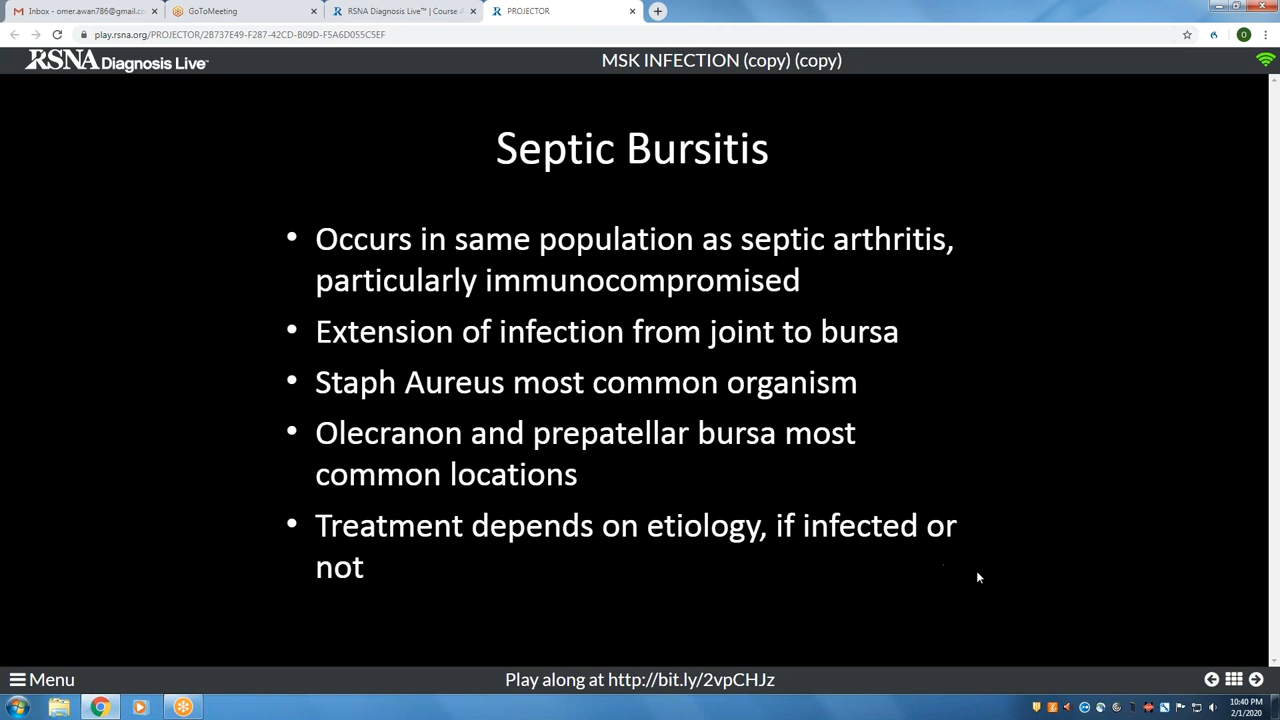 Inbox - omer.awan786@gmail.co
GoToMeeting
RSNA Diagnosis Live™ | Course A
PROJECTOR
play.rsna.org/PROJECTOR/2B737E49-F287-42CD-B09D-F5A6D055C5EF
O
RSNA Diagnosis Live™
MSK INFECTION (copy) (copy)
Septic Bursitis
• Occurs in same population as septic arthritis,
particularly immunocompromised
• Extension of infection from joint to bursa
• Staph Aureus most common organism
• Olecranon and prepatellar bursa most
common locations
• Treatment depends on etiology, if infected or
not
Menu
Play along at http://bit.ly/2vpCHJz
10:40 PM
2/1/2020